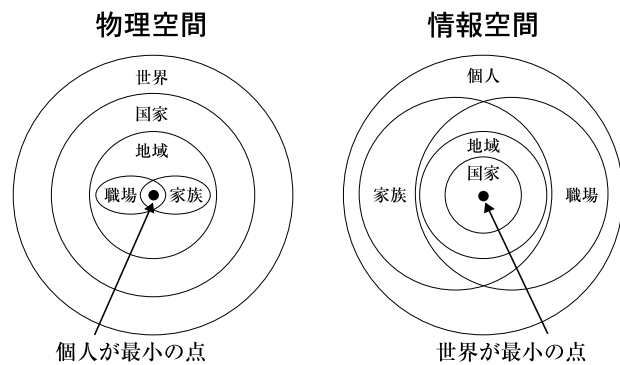 物理空間
世界
国家
地域
職場
家族
個人が最小の点
情報空間
個人
地域
国家
家族
職場
世界が最小の点